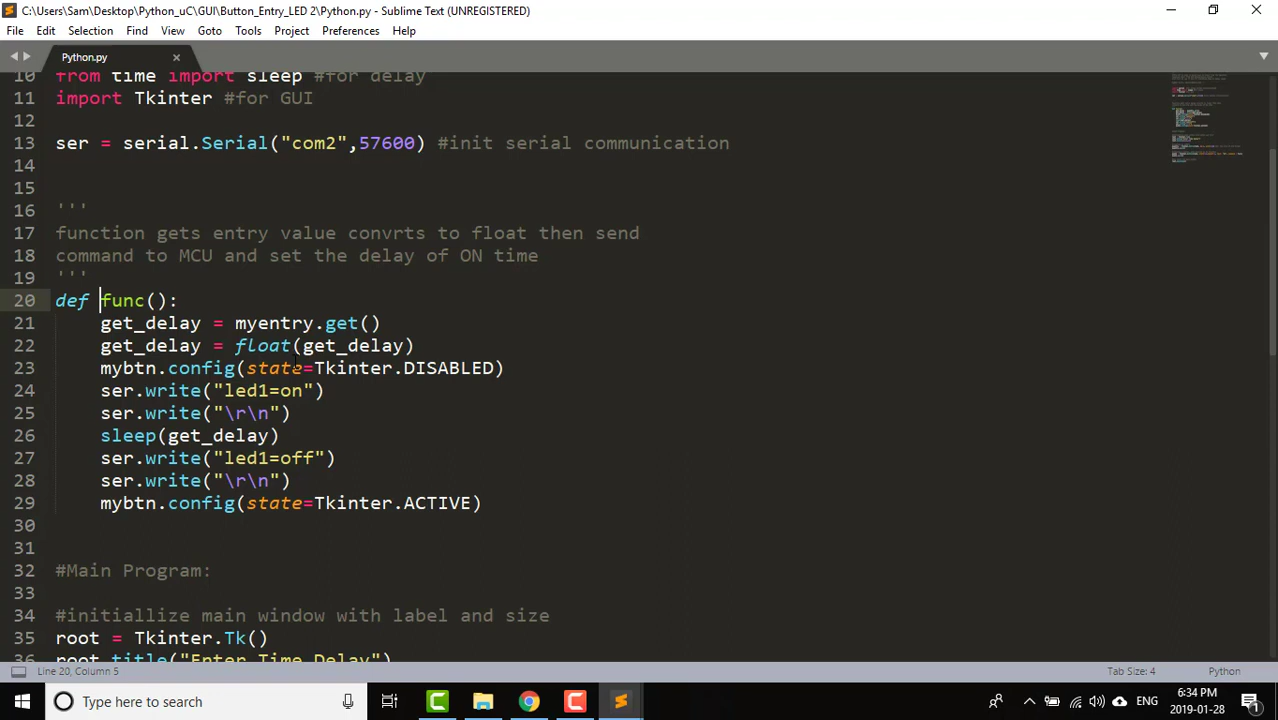 C:\Users\Sam\Desktop\Python_uC\GUI\Button_Entry_LED 2\Python.py - Sublime Text (UNREGISTERED)
File Edit Selection Find View Goto Tools Project Preferences Help
Python.py
10 from time import sleep #for delay
11 import Tkinter #for GUI
12
13 ser = serial.Serial("com2",57600) #init serial communication
14
15
16 '''
17 function gets entry value convrts to float then send
18 command to MCU and set the delay of ON time
19 '''
20 def func():
21 get_delay = myentry.get()
22 get_delay = float(get_delay)
23 mybtn.config(state=Tkinter.DISABLED)
24 ser.write("led1=on")
25 ser.write("\r\n")
26 sleep(get_delay)
27 ser.write("led1=off")
28 ser.write("\r\n")
29 mybtn.config(state=Tkinter.ACTIVE)
30
31
32 #Main Program:
33
34 #initiallize main window with label and size
35 root = Tkinter.Tk()
36 root.title("Enter Time Delay")
Line 20, Column 5 Tab Size: 4 Python
Type here to search ENG 6:34 PM
2019-01-28